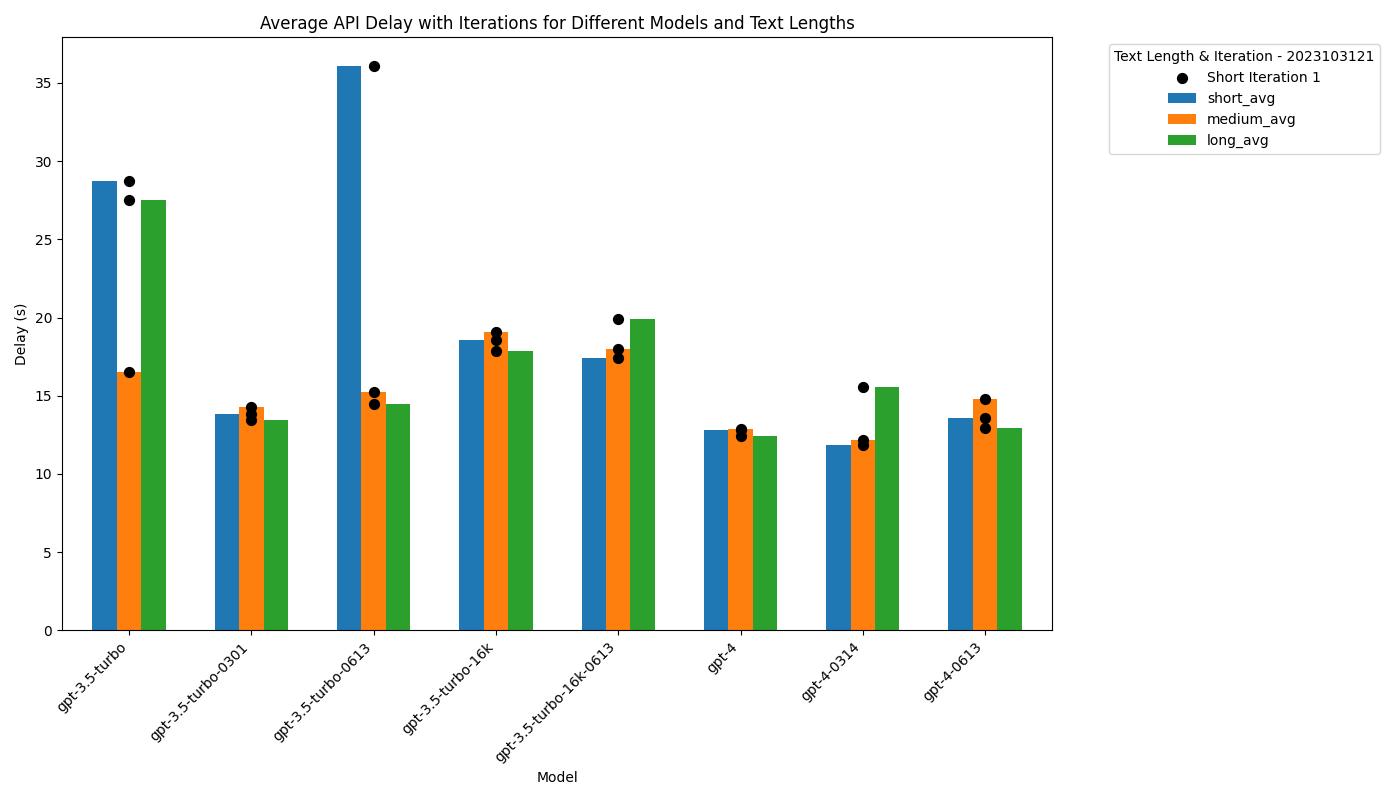 Average API Delay with Iterations for Different Models and Text Lengths
Text Length & Iteration - 2023103121
Short Iteration 1
short_avg
medium_avg
long_avg
Delay (s)
35
30
25
20
15
10
5
0
gpt-3.5-turbo
gpt-3.5-turbo-0301
gpt-3.5-turbo-0613
gpt-3.5-turbo-16k
gpt-3.5-turbo-16k-0613
gpt-4
gpt-4-0314
gpt-4-0613
Model